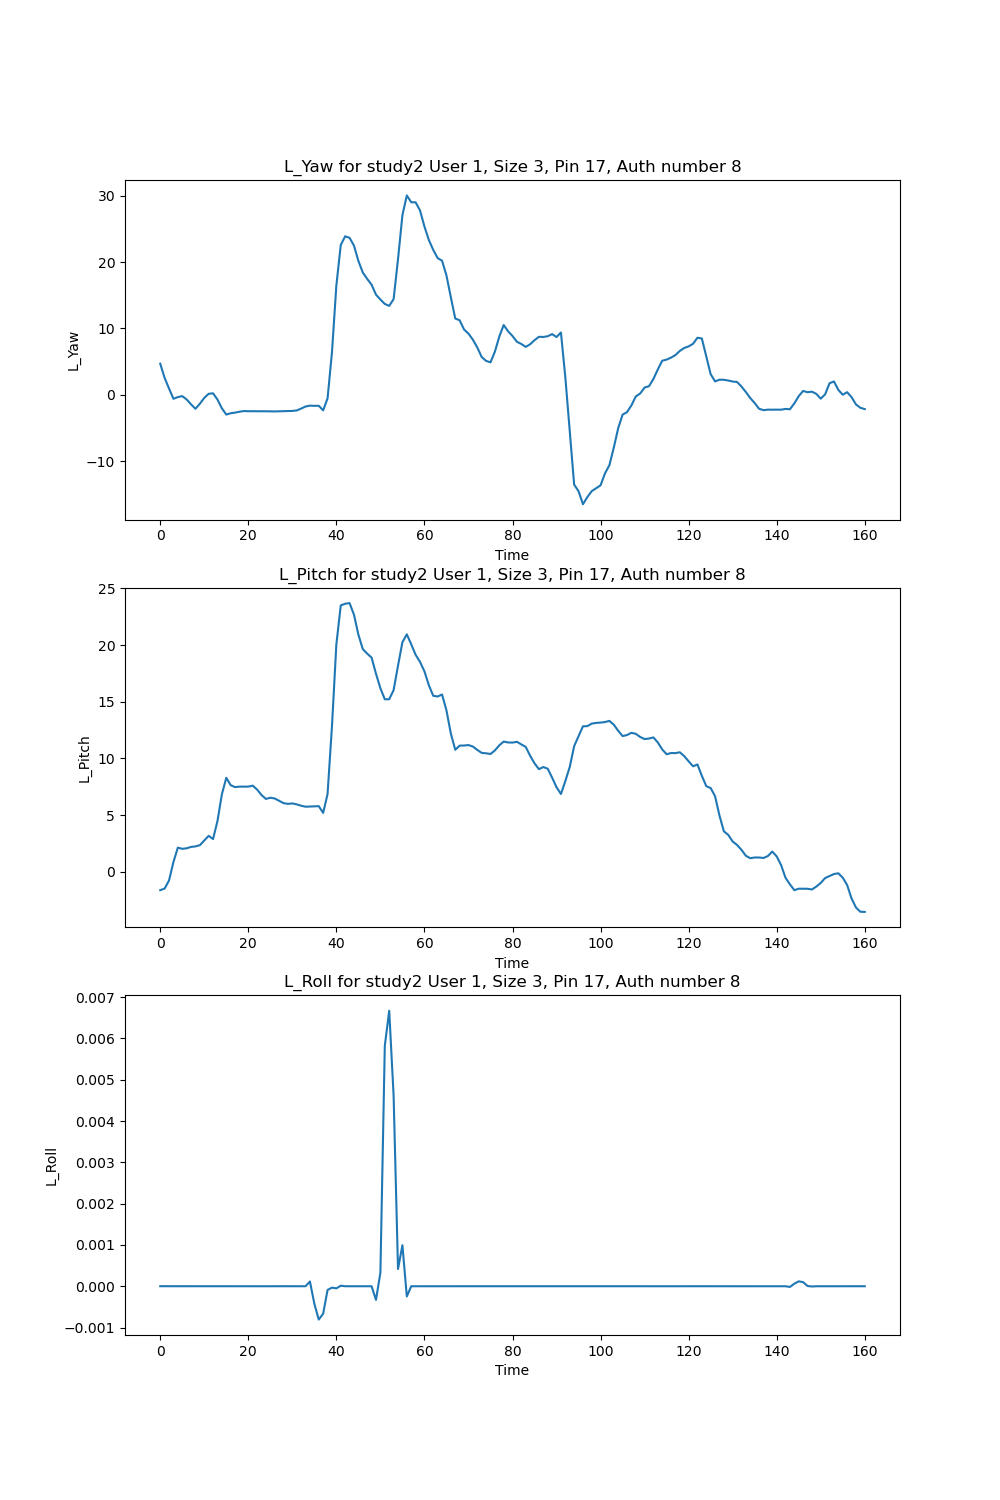 L_Yaw for study2 User 1, Size 3, Pin 17, Auth number 8
30
20
10
0
−10
L_Yaw
0 20 40 60 80 100 120 140 160
Time
L_Pitch for study2 User 1, Size 3, Pin 17, Auth number 8
25
20
15
10
5
0
L_Pitch
0 20 40 60 80 100 120 140 160
Time
L_Roll for study2 User 1, Size 3, Pin 17, Auth number 8
0.007
0.006
0.005
0.004
0.003
0.002
0.001
0.000
−0.001
L_Roll
0 20 40 60 80 100 120 140 160
Time